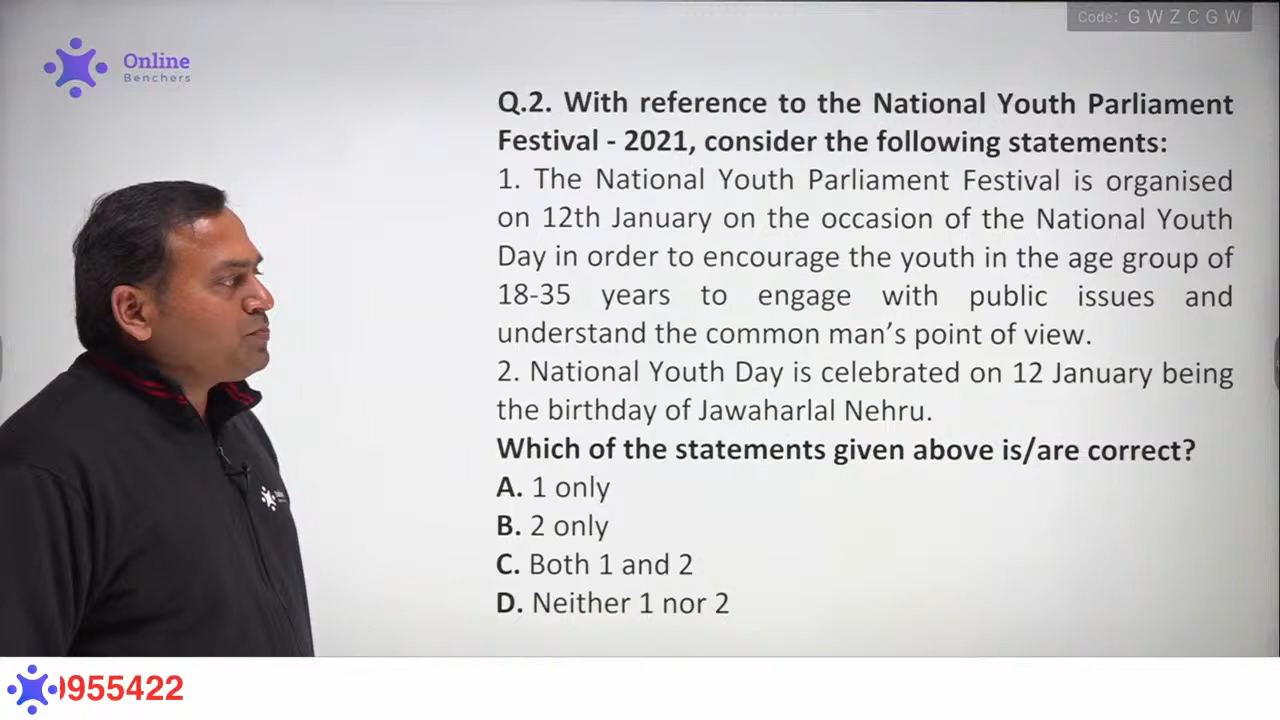 Code: G W Z C G W
Online
Benchers
Q.2. With reference to the National Youth Parliament
Festival - 2021, consider the following statements:
1. The National Youth Parliament Festival is organised
on 12th January on the occasion of the National Youth
Day in order to encourage the youth in the age group of
18-35 years to engage with public issues and
understand the common man’s point of view.
2. National Youth Day is celebrated on 12 January being
the birthday of Jawaharlal Nehru.
Which of the statements given above is/are correct?
A. 1 only
B. 2 only
C. Both 1 and 2
D. Neither 1 nor 2
955422